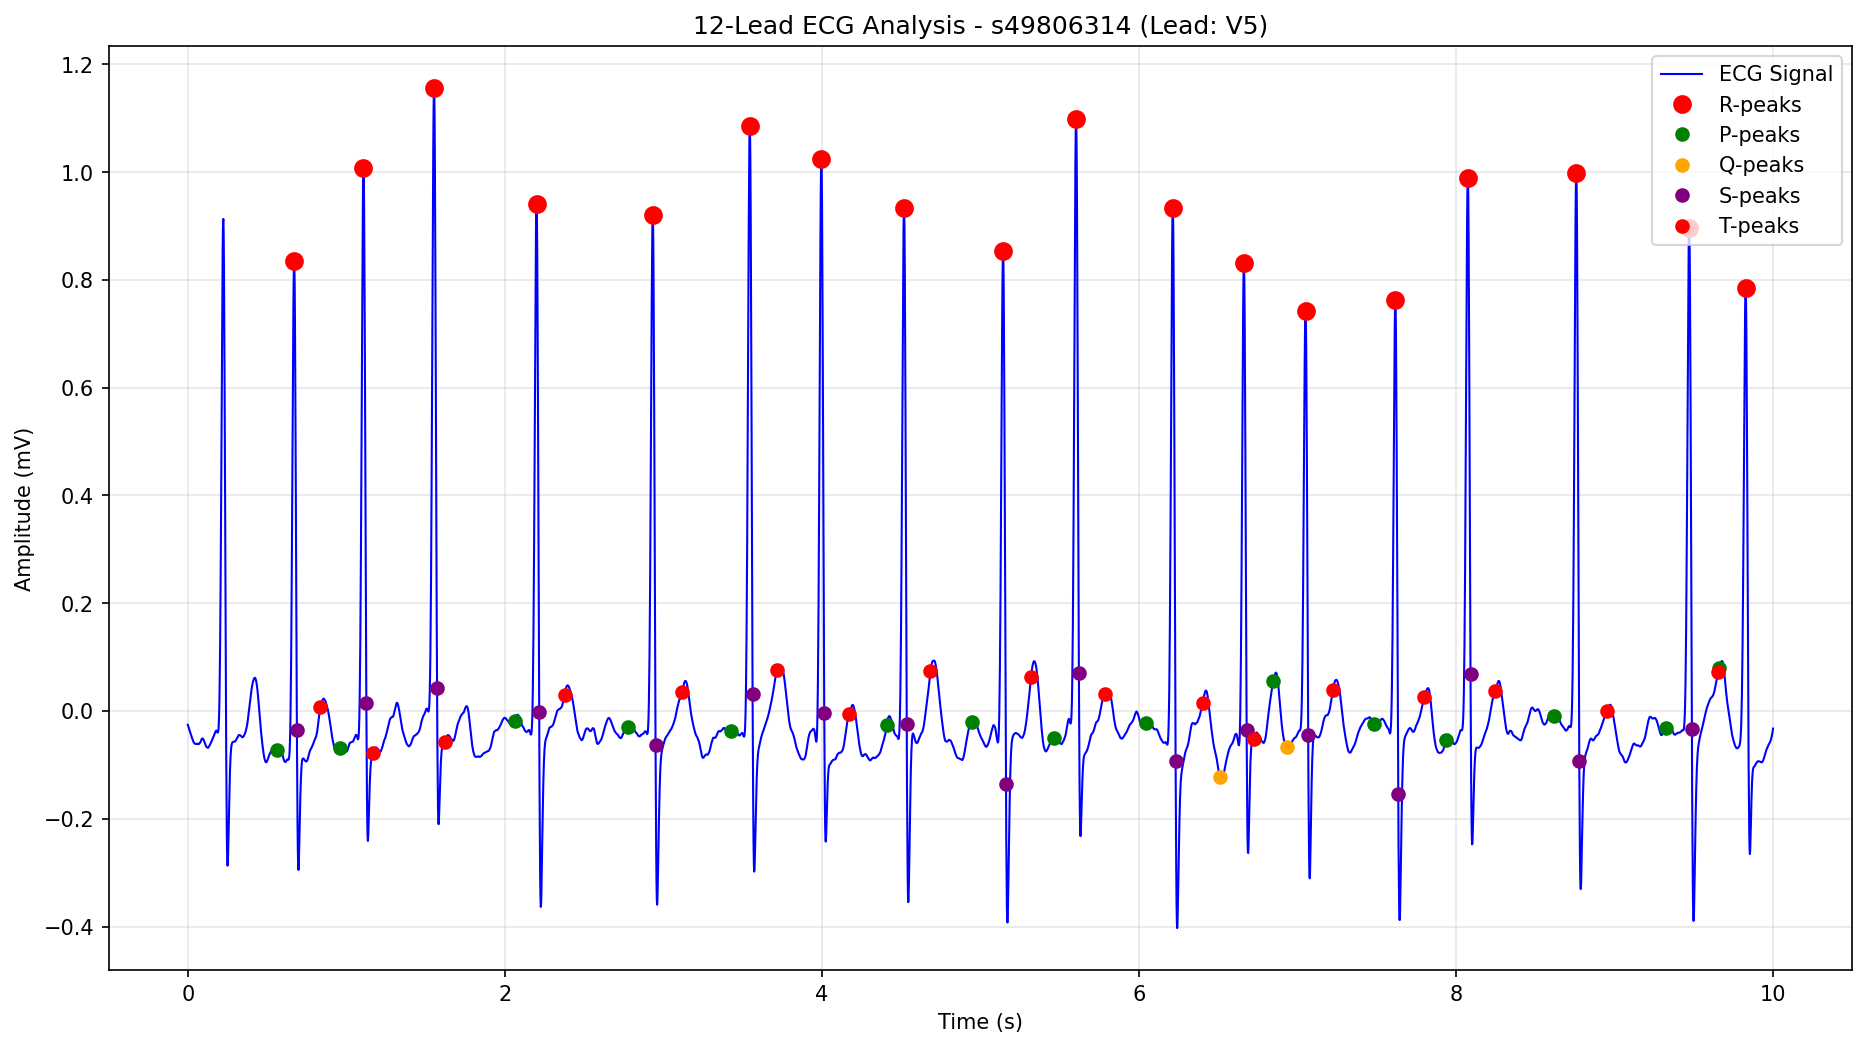 12-Lead ECG Analysis - s49806314 (Lead: V5)
ECG Signal
R-peaks
P-peaks
Q-peaks
S-peaks
T-peaks
Amplitude (mV)
1.2
1.0
0.8
0.6
0.4
0.2
0.0
−0.2
−0.4
0 2 4 6 8 10
Time (s)